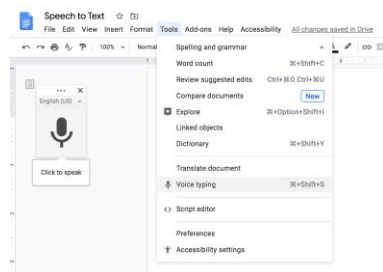 Speech to Text
File Edit View Insert Format Tools Add-ons Help Accessibility All changes saved in Drive
100% Normal
English (US)
Click to speak
Spelling and grammar
Word count ⌘+Shift+C
Review suggested edits Ctrl+⌘O Ctrl+⌘U
Compare documents New
Explore ⌘+Option+Shift+I
Linked objects
Dictionary ⌘+Shift+Y
Translate document
Voice typing ⌘+Shift+S
Script editor
Preferences
Accessibility settings